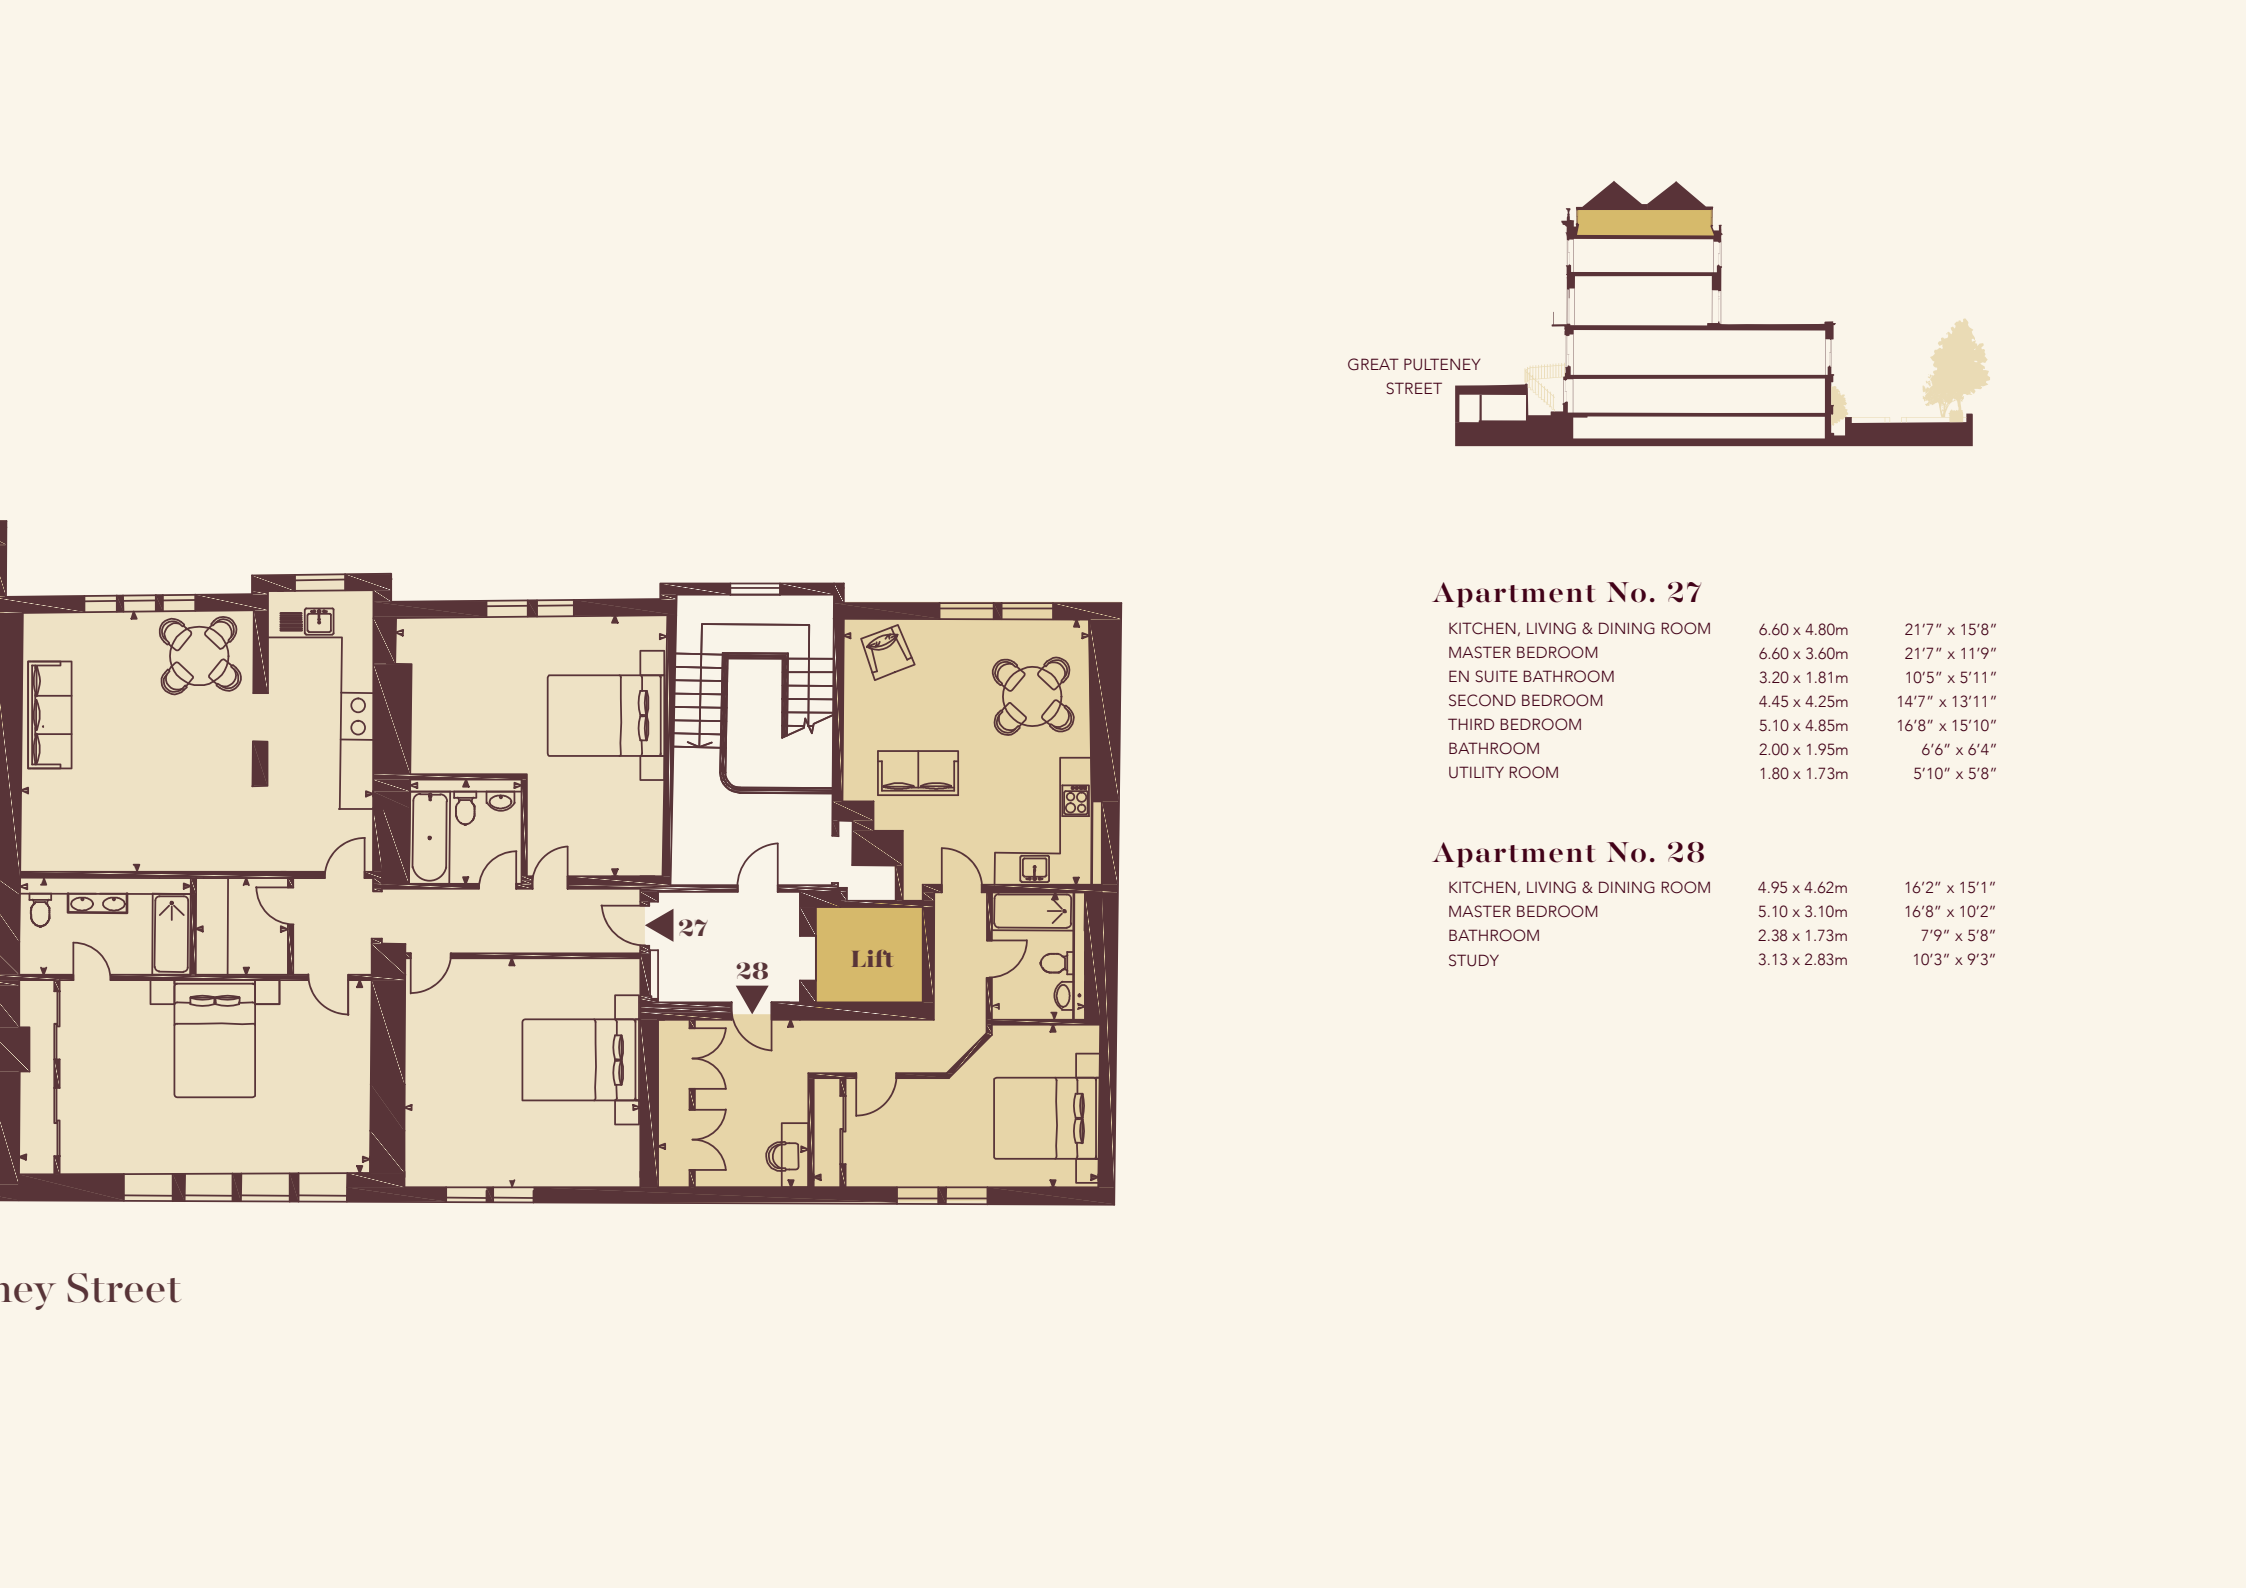 GREAT PULTENEY
STREET
27
28
Lift
ney Street
Apartment No. 27
KITCHEN, LIVING & DINING ROOM 6.60 x 4.80m 21’7” x 15’8”
MASTER BEDROOM 6.60 x 3.60m 21’7” x 11’9”
EN SUITE BATHROOM 3.20 x 1.81m 10’5” x 5’11”
SECOND BEDROOM 4.45 x 4.25m 14’7” x 13’11”
THIRD BEDROOM 5.10 x 4.85m 16’8” x 15’10”
BATHROOM 2.00 x 1.95m 6’6” x 6’4”
UTILITY ROOM 1.80 x 1.73m 5’10” x 5’8”
Apartment No. 28
KITCHEN, LIVING & DINING ROOM 4.95 x 4.62m 16’2” x 15’1”
MASTER BEDROOM 5.10 x 3.10m 16’8” x 10’2”
BATHROOM 2.38 x 1.73m 7’9” x 5’8”
STUDY 3.13 x 2.83m 10’3” x 9’3”